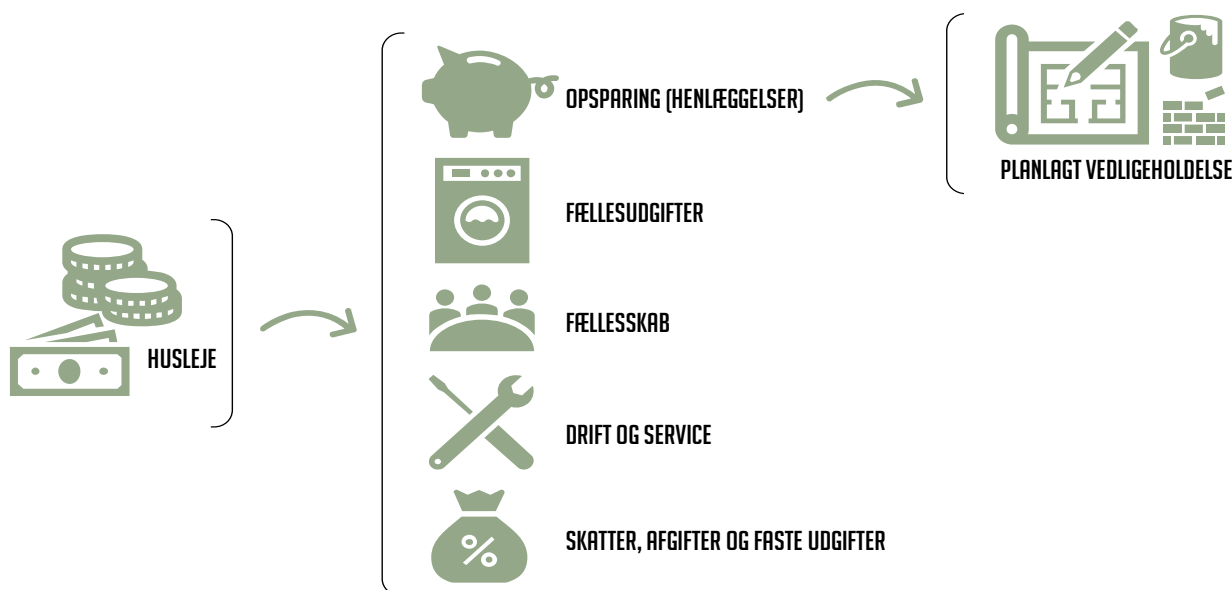 HUSLEJE
OPSPARING (HENLÆGGELSER)
FÆLLESUDGIFTER
FÆLLESSKAB
DRIFT OG SERVICE
%
SKATTER, AFGIFTER OG FASTE UDGIFTER
PLANLAGT VEDLIGEHOLDELSE